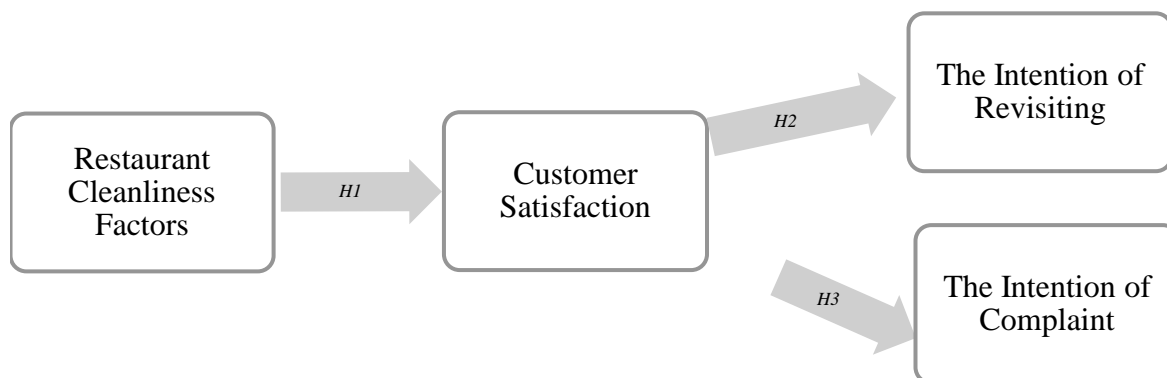 Restaurant
Cleanliness
Factors
H1
Customer
Satisfaction
H2
The Intention of
Revisiting
H3
The Intention of
Complaint